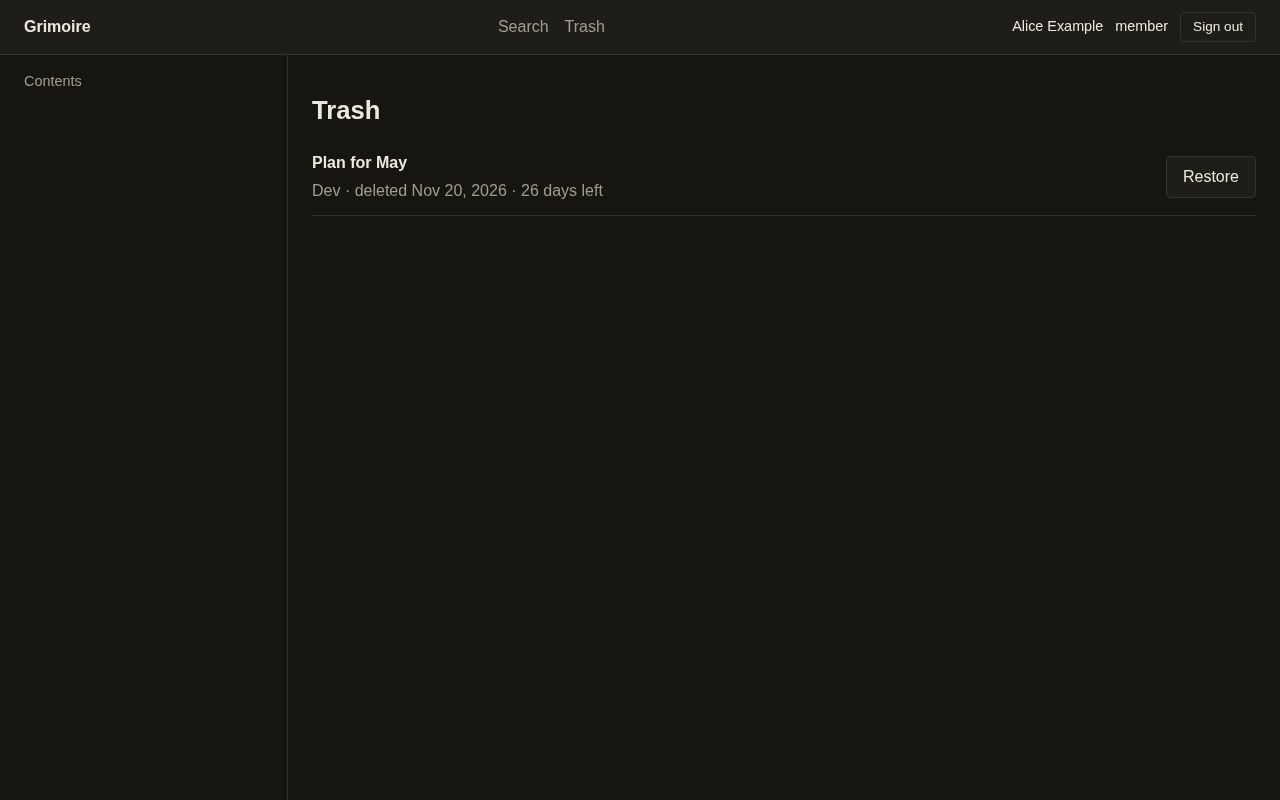 Grimoire
Search Trash
Alice Example member Sign out
Contents
Trash
Plan for May
Dev · deleted Nov 20, 2026 · 26 days left
Restore